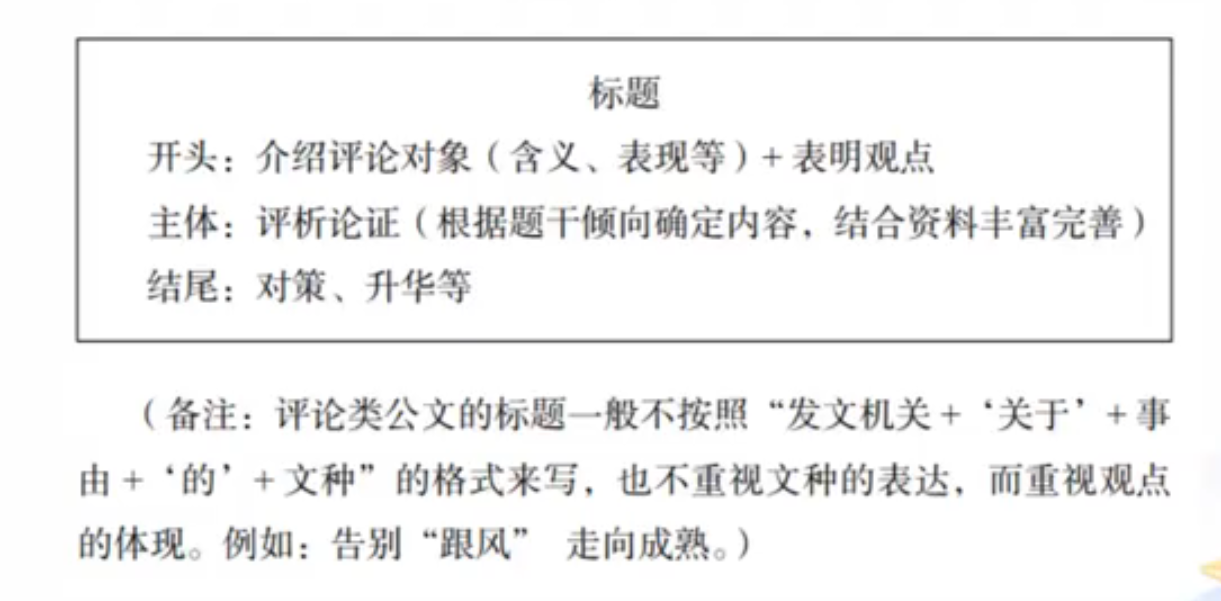 标题
开头：介绍评论对象（含义、表现等）+ 表明观点
主体：评析论证（根据题干倾向确定内容，结合资料丰富完善）
结尾：对策、升华等
（备注：评论类公文的标题一般不按照“发文机关 + ‘关于’ + 事
由 + ‘的’ + 文种”的格式来写，也不重视文种的表达，而重视观点
的体现。例如：告别“跟风” 走向成熟。）